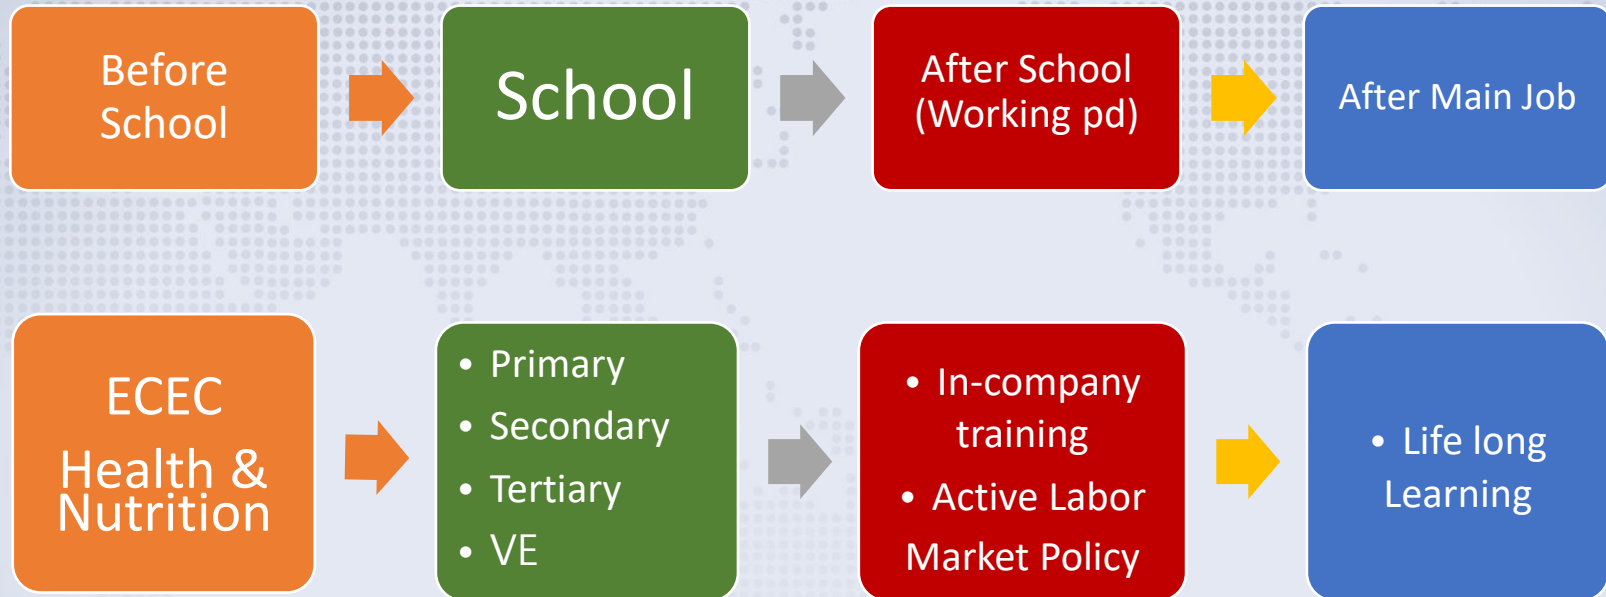 Before
School
School
After School
(Working pd)
After Main Job
ECEC
Health &
Nutrition
• Primary
• Secondary
• Tertiary
• VE
• In-company
training
• Active Labor
Market Policy
• Life long
Learning